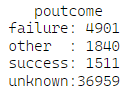 poutcome
failure: 4901
other  : 1840
success: 1511
unknown:36959